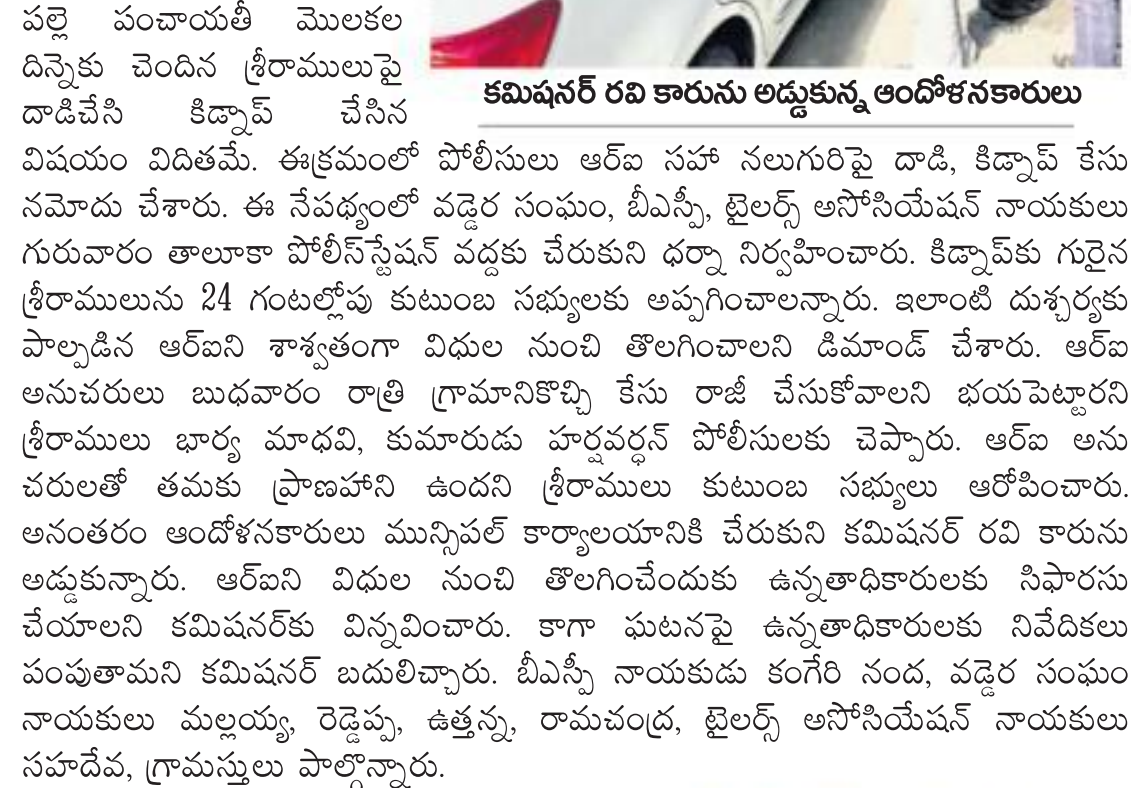 పల్లె పంచాయతీ మొలకల
దిన్నెకు చెందిన శ్రీరాములుపై
దాడిచేసి కిడ్నాప్ చేసిన
కమిషనర్ రవి కారును అడ్డుకున్న ఆందోళనకారులు
విషయం విదితమే. ఈక్రమంలో పోలీసులు ఆర్ఐ సహా నలుగురిపై దాడి, కిడ్నాప్ కేసు
నమోదు చేశారు. ఈ నేపథ్యంలో వడ్డెర సంఘం, బీఎస్పీ, టైలర్స్ అసోసియేషన్ నాయకులు
గురువారం తాలూకా పోలీస్‌స్టేషన్ వద్దకు చేరుకుని ధర్నా నిర్వహించారు. కిడ్నాప్‌కు గురైన
శ్రీరాములును 24 గంటల్లోపు కుటుంబ సభ్యులకు అప్పగించాలన్నారు. ఇలాంటి దుశ్చర్యకు
పాల్పడిన ఆర్ఐని శాశ్వతంగా విధుల నుంచి తొలగించాలని డిమాండ్ చేశారు. ఆర్ఐ
అనుచరులు బుధవారం రాత్రి గ్రామానికొచ్చి కేసు రాజీ చేసుకోవాలని భయపెట్టారని
శ్రీరాములు భార్య మాధవి, కుమారుడు హర్షవర్ధన్ పోలీసులకు చెప్పారు. ఆర్ఐ అను
చరులతో తమకు ప్రాణహాని ఉందని శ్రీరాములు కుటుంబ సభ్యులు ఆరోపించారు.
అనంతరం ఆందోళనకారులు మున్సిపల్ కార్యాలయానికి చేరుకుని కమిషనర్ రవి కారును
అడ్డుకున్నారు. ఆర్ఐని విధుల నుంచి తొలగించేందుకు ఉన్నతాధికారులకు సిఫారసు
చేయాలని కమిషనర్‌కు విన్నవించారు. కాగా ఘటనపై ఉన్నతాధికారులకు నివేదికలు
పంపుతామని కమిషనర్ బదులిచ్చారు. బీఎస్పీ నాయకుడు కంగేరి నంద, వడ్డెర సంఘం
నాయకులు మల్లయ్య, రెడ్డెప్ప, ఉత్తన్న, రామచంద్ర, టైలర్స్ అసోసియేషన్ నాయకులు
సహదేవ, గ్రామస్తులు పాల్గొన్నారు.